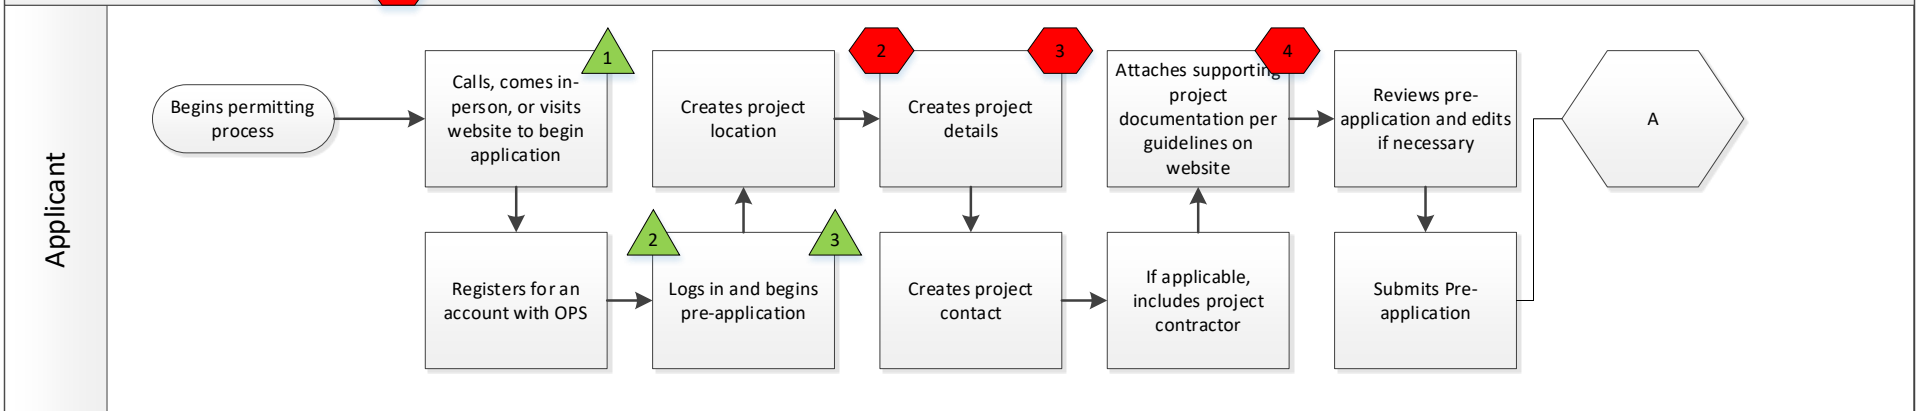 Applicant
Begins permitting
process
1
Calls, comes in-
person, or visits
website to begin
application
Registers for an
account with OPS
2
3
Logs in and begins
pre-application
Creates project
location
2
3
Creates project
details
Creates project
contact
If applicable,
includes project
contractor
4
Attaches supporting
project
documentation per
guidelines on
website
Reviews pre-
application and edits
if necessary
Submits Pre-
application
A